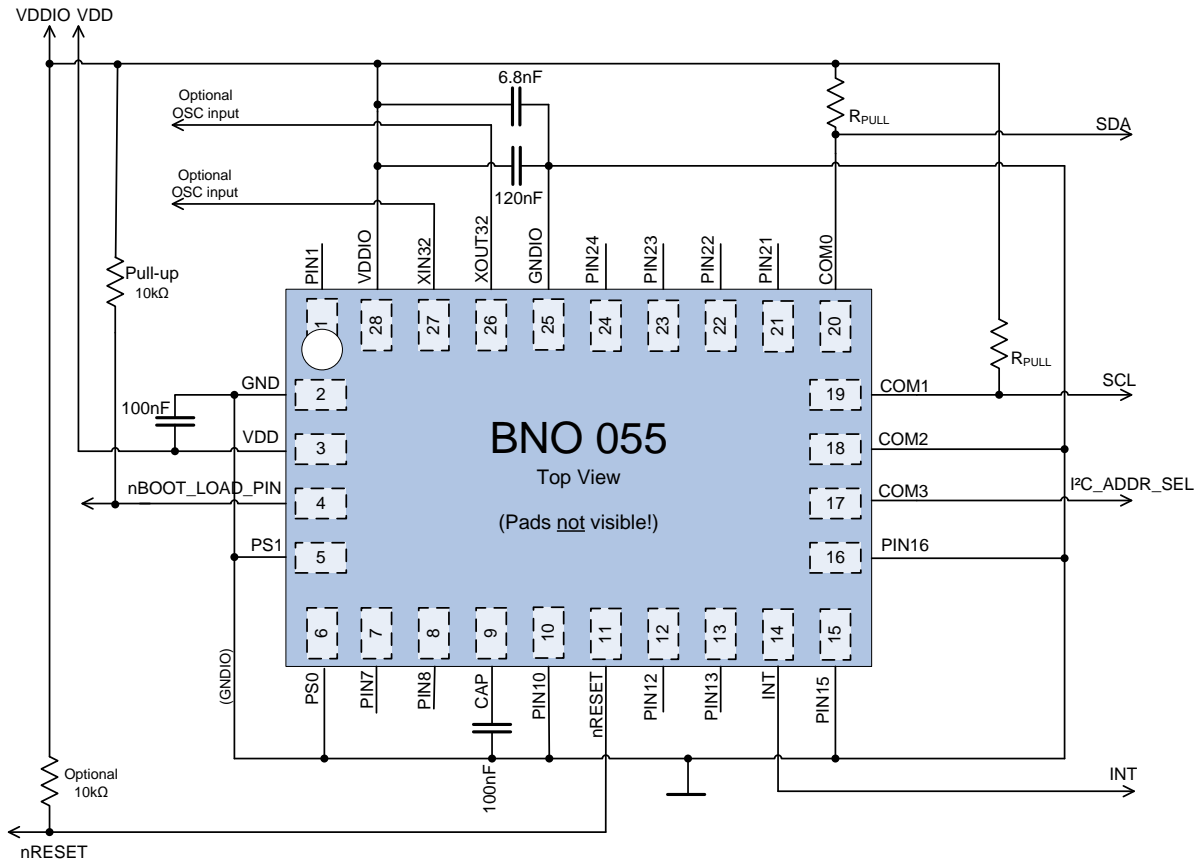 VDDIO VDD
6.8nF
Optional
OSC input
RPULL
SDA
Optional
OSC input
120nF
PIN1
VDDIO
XIN32
XOUT32
GNDIO
PIN24
PIN23
PIN22
PIN21
COM0
Pull-up
10kΩ
1
28
27
26
25
24
23
22
21
20
RPULL
GND
2
19
COM1
SCL
100nF
VDD
3
BNO 055
18
COM2
Top View
nBOOT_LOAD_PIN
4
17
COM3
I²C_ADDR_SEL
(Pads not visible!)
PS1
5
16
PIN16
6
7
8
9
10
11
12
13
14
15
(GNDIO)
PS0
PIN7
PIN8
CAP
PIN10
nRESET
PIN12
PIN13
INT
PIN15
100nF
Optional
10kΩ
INT
nRESET